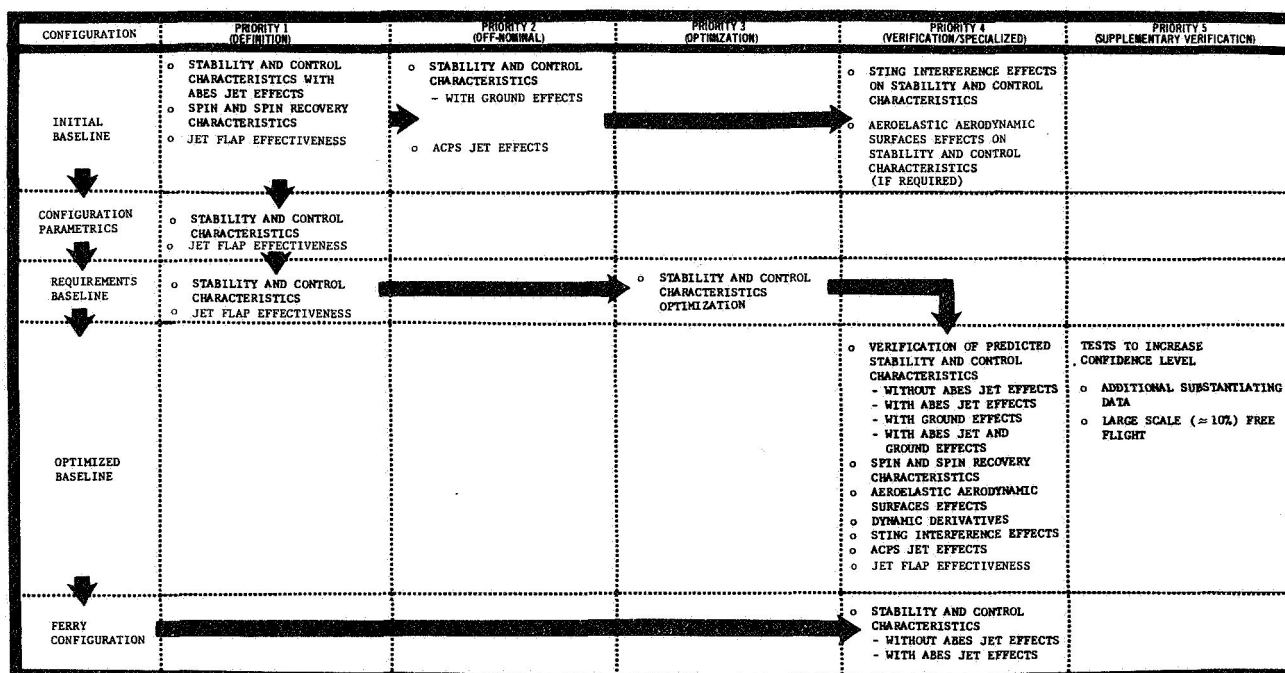 CONFIGURATION
PRIORITY 1
(DEFINITION)
PRIORITY 2
(OFF-NOMINAL)
PRIORITY 3
(OPTIMIZATION)
PRIORITY 4
(VERIFICATION/SPECIALIZED)
PRIORITY 5
(SUPPLEMENTARY VERIFICATION)
INITIAL
BASELINE
o STABILITY AND CONTROL
CHARACTERISTICS WITH
ABES JET EFFECTS
o SPIN AND SPIN RECOVERY
CHARACTERISTICS
o JET FLAP EFFECTIVENESS
o STABILITY AND CONTROL
CHARACTERISTICS
- WITH GROUND EFFECTS
o ACPS JET EFFECTS
o STING INTERFERENCE EFFECTS
ON STABILITY AND CONTROL
CHARACTERISTICS
o AEROELASTIC AERODYNAMIC
SURFACES EFFECTS ON
STABILITY AND CONTROL
CHARACTERISTICS
(IF REQUIRED)
CONFIGURATION
PARAMETRICS
o STABILITY AND CONTROL
CHARACTERISTICS
o JET FLAP EFFECTIVENESS
REQUIREMENTS
BASELINE
o STABILITY AND CONTROL
CHARACTERISTICS
o JET FLAP EFFECTIVENESS
o STABILITY AND CONTROL
CHARACTERISTICS
OPTIMIZATION
OPTIMIZED
BASELINE
o VERIFICATION OF PREDICTED
STABILITY AND CONTROL
CHARACTERISTICS
- WITHOUT ABES JET EFFECTS
- WITH ABES JET EFFECTS
- WITH GROUND EFFECTS
- WITH ABES JET AND
GROUND EFFECTS
o SPIN AND SPIN RECOVERY
CHARACTERISTICS
o AEROELASTIC AERODYNAMIC
SURFACES EFFECTS
o DYNAMIC DERIVATIVES
o STING INTERFERENCE EFFECTS
o ACPS JET EFFECTS
o JET FLAP EFFECTIVENESS
TESTS TO INCREASE
CONFIDENCE LEVEL
o ADDITIONAL SUBSTANTIATING
DATA
o LARGE SCALE (≈10%) FREE
FLIGHT
FERRY
CONFIGURATION
o STABILITY AND CONTROL
CHARACTERISTICS
- WITHOUT ABES JET EFFECTS
- WITH ABES JET EFFECTS